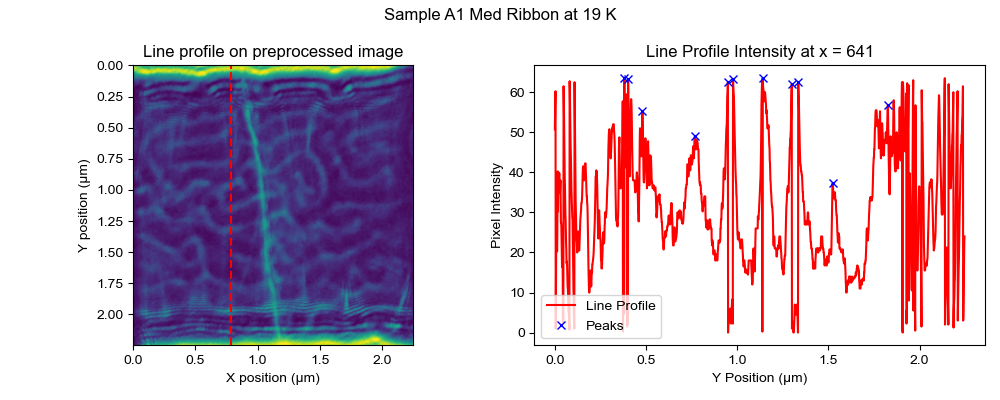 Sample A1 Med Ribbon at 19 K
Line profile on preprocessed image
0.00
0.25
0.50
0.75
1.00
1.25
1.50
1.75
2.00
Y position (μm)
0.0
0.5
1.0
1.5
2.0
X position (μm)
Line Profile Intensity at x = 641
60
50
40
30
20
10
0
Pixel Intensity
Line Profile
Peaks
0.0
0.5
1.0
1.5
2.0
Y Position (μm)